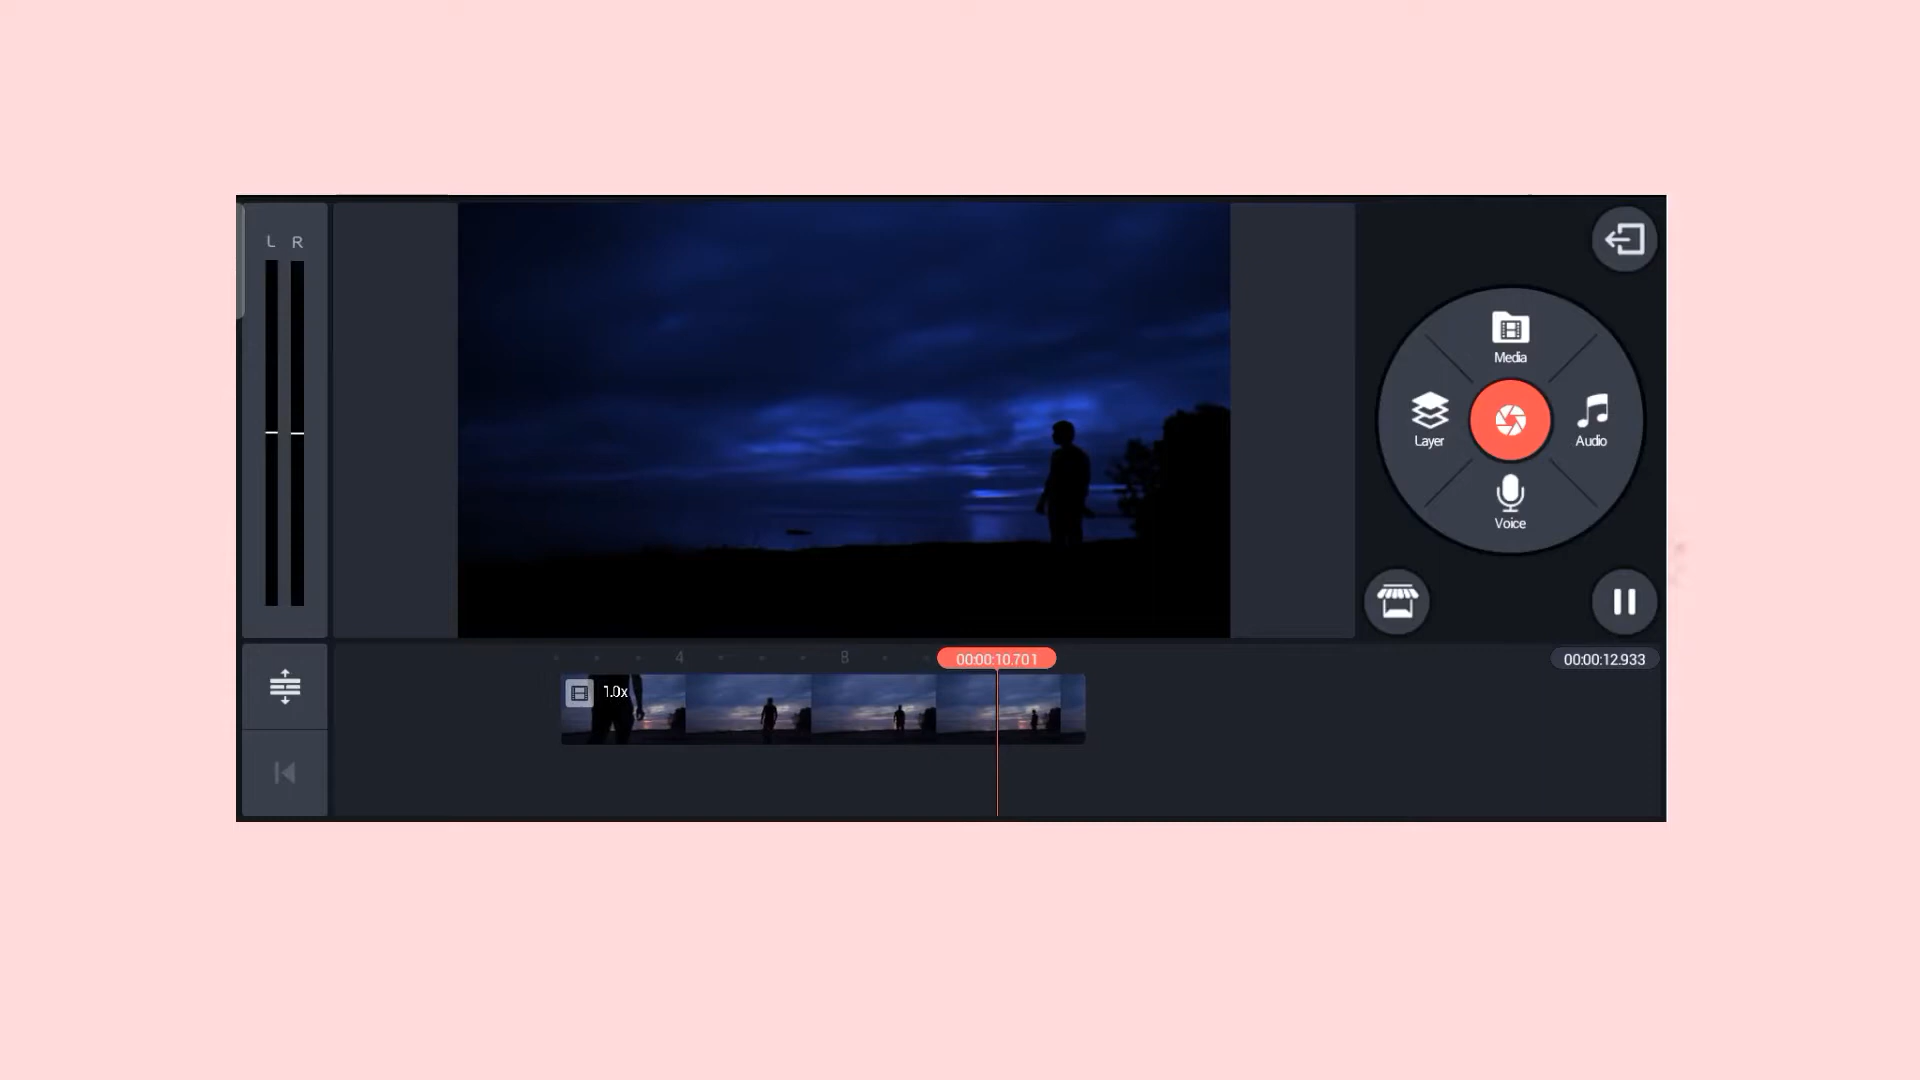 L R
Media
Layer
Audio
Voice
4 8
00:00:10.701
00:00:12.933
1.0x